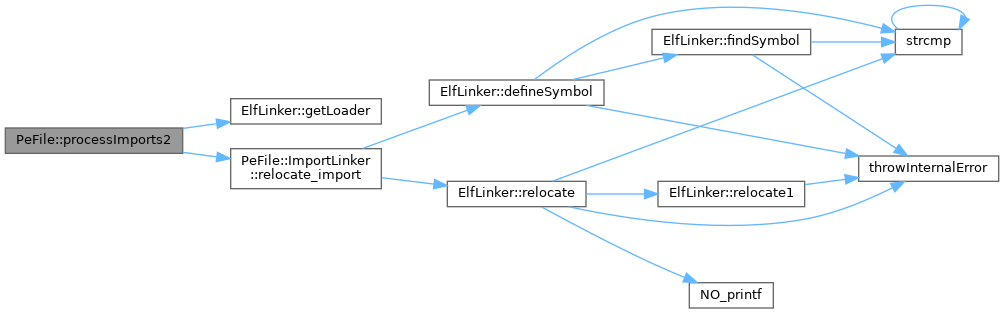 PeFile::processImports2
ElfLinker::getLoader
PeFile::ImportLinker
::relocate_import
ElfLinker::defineSymbol
ElfLinker::relocate
ElfLinker::findSymbol
ElfLinker::relocate1
NO_printf
strcmp
throwInternalError